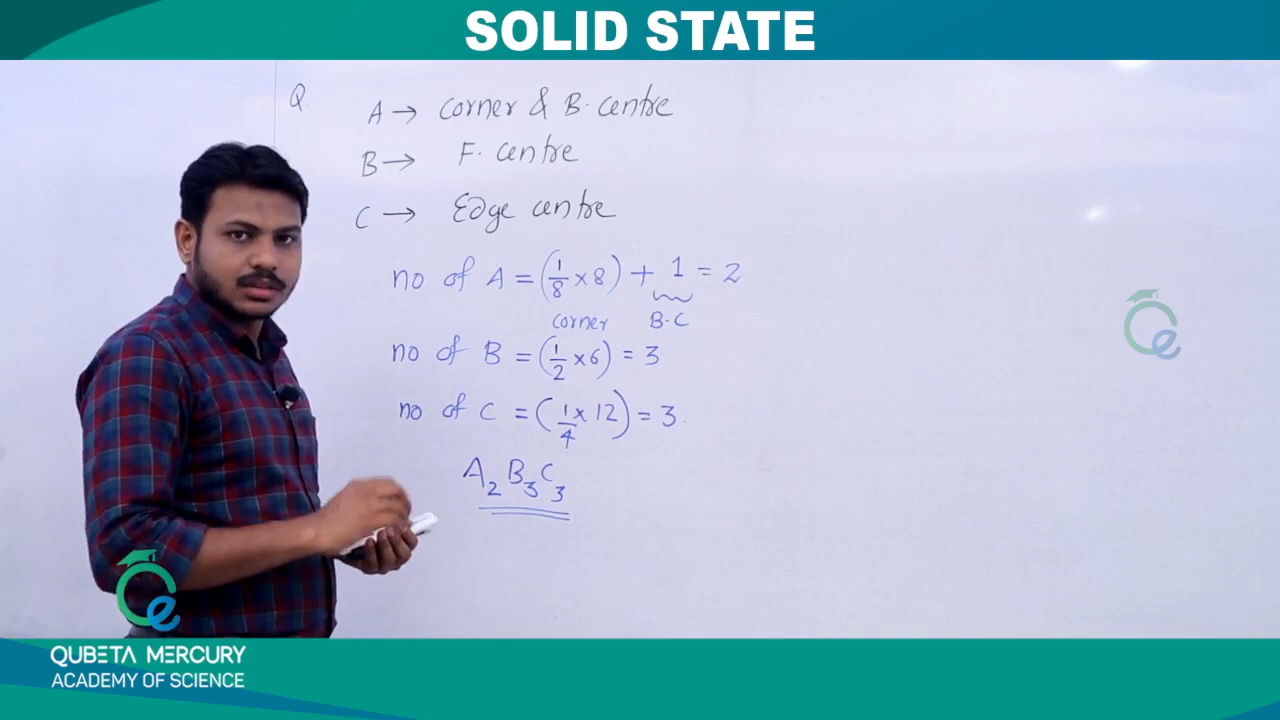 SOLID STATE
Q. A → corner & B. centre
B → F. centre
C → Edge centre
no of A = (1/8 × 8) + 1 = 2
corner B.C
no of B = (1/2 × 6) = 3
no of C = (1/4 × 12) = 3.
A₂B₃C₃
QUBETA MERCURY
ACADEMY OF SCIENCE